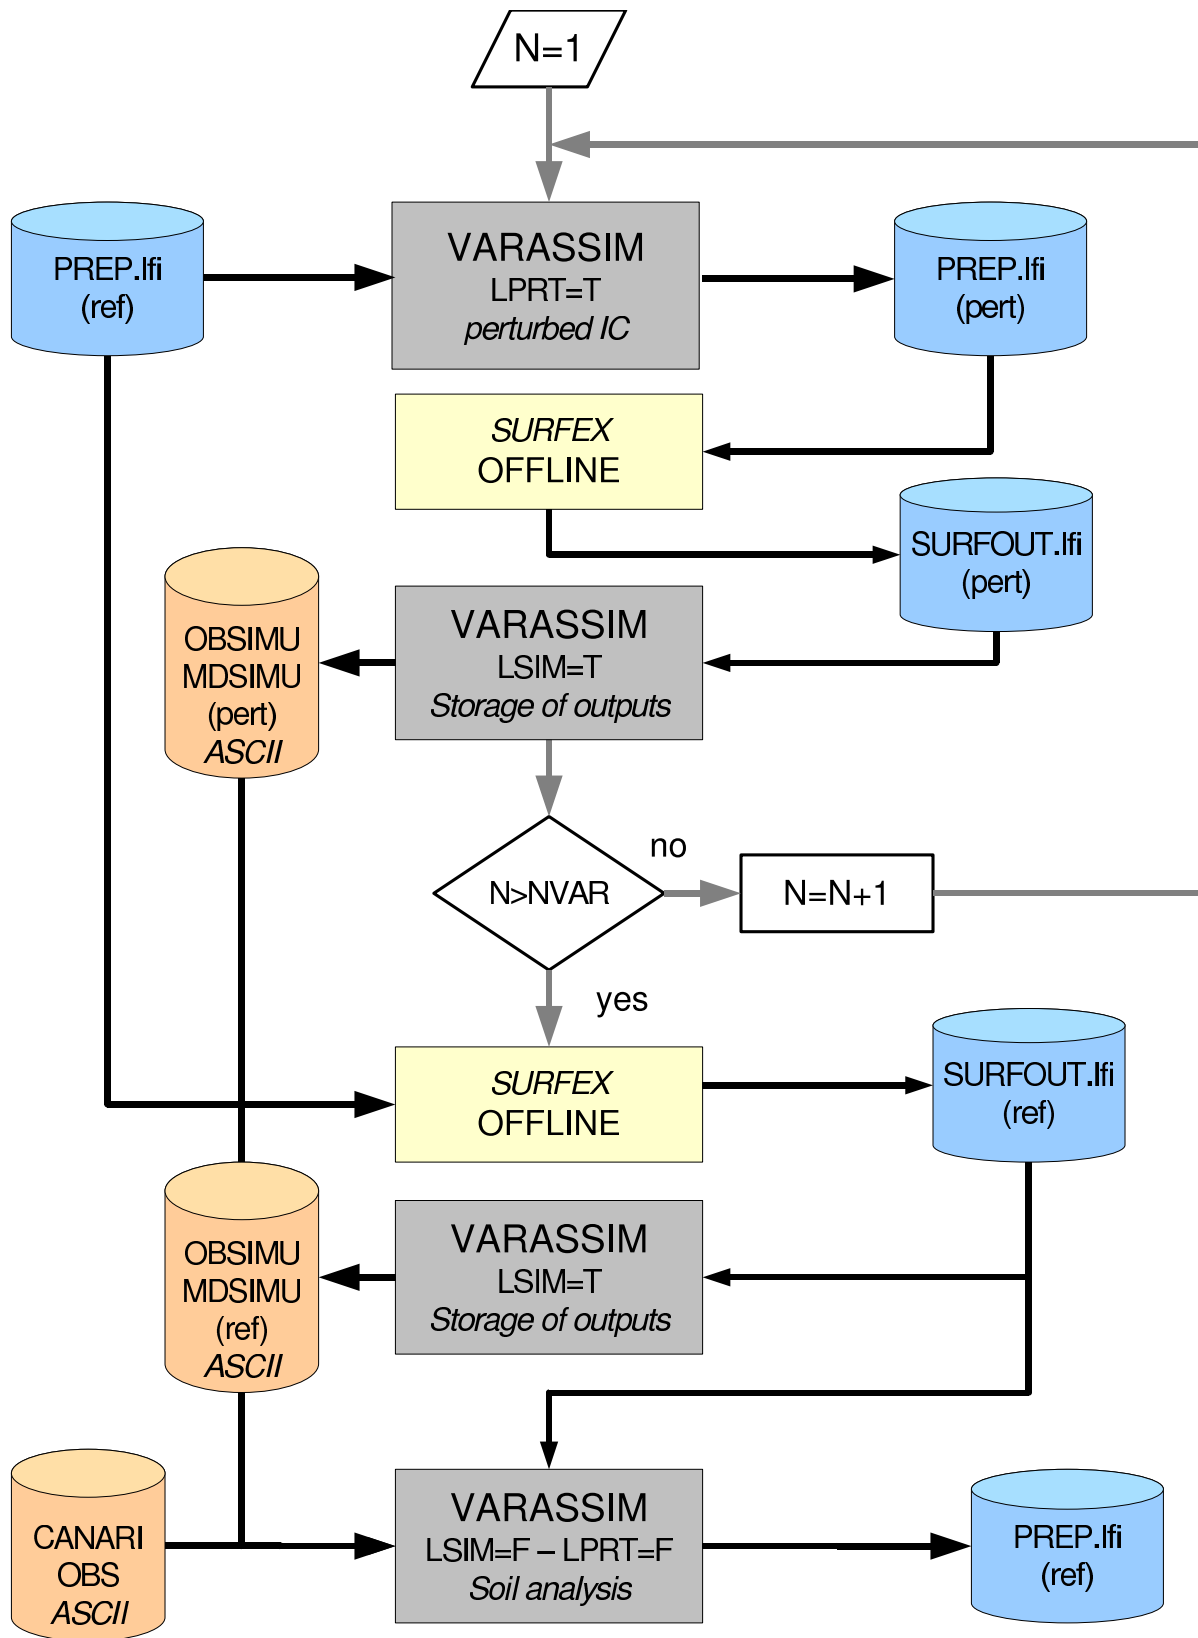 N=1
PREP.lfi
(ref)
VARASSIM
LPRT=T
perturbed IC
PREP.lfi
(pert)
SURFEX
OFFLINE
SURFOUT.lfi
(pert)
OBSIMU
MDSIMU
(pert)
ASCII
VARASSIM
LSIM=T
Storage of outputs
no
N>NVAR
N=N+1
yes
SURFEX
OFFLINE
SURFOUT.lfi
(ref)
OBSIMU
MDSIMU
(ref)
ASCII
VARASSIM
LSIM=T
Storage of outputs
CANARI
OBS
ASCII
VARASSIM
LSIM=F – LPRT=F
Soil analysis
PREP.lfi
(ref)